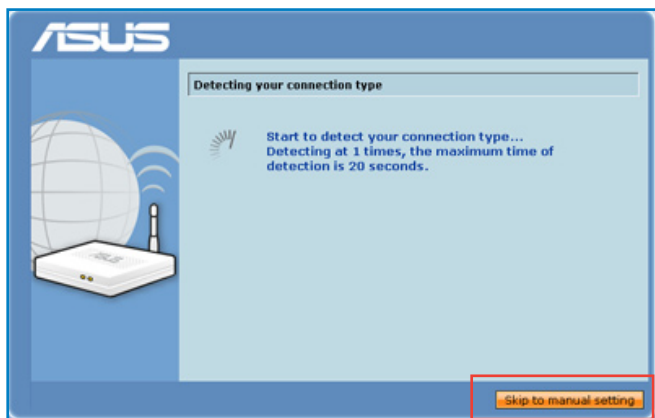 ASUS
Detecting your connection type
Start to detect your connection type...
Detecting at 1 times, the maximum time of
detection is 20 seconds.
ASUS
Skip to manual setting